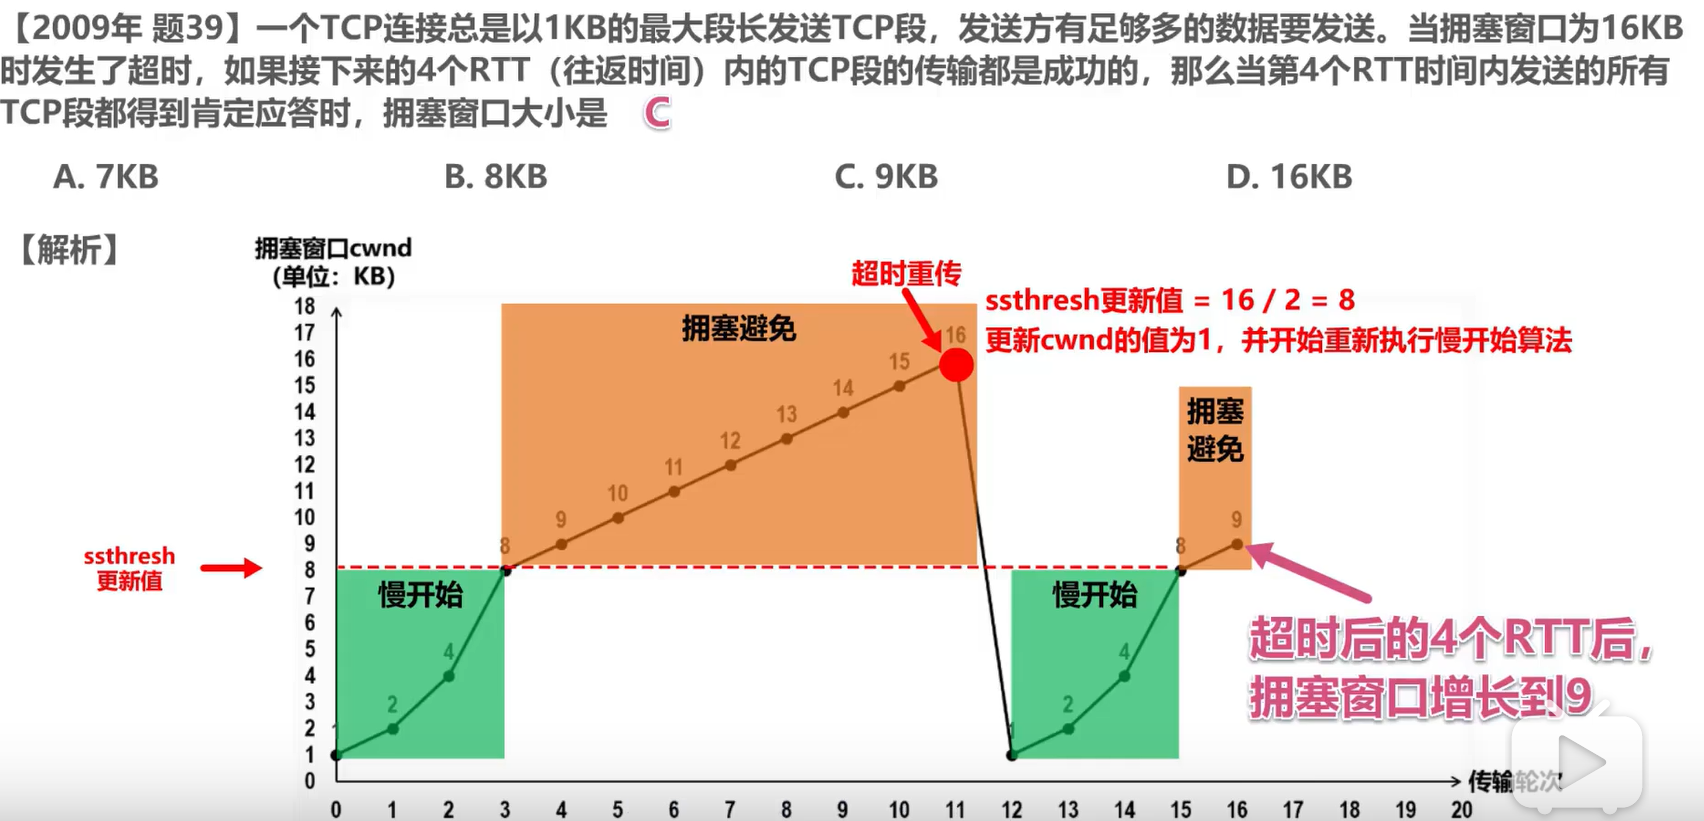 【2009年 题39】一个TCP连接总是以1KB的最大段长发送TCP段，发送方有足够多的数据要发送。当拥塞窗口为16KB
时发生了超时，如果接下来的4个RTT（往返时间）内的TCP段的传输都是成功的，那么当第4个RTT时间内发送的所有
TCP段都得到肯定应答时，拥塞窗口大小是 C
A. 7KB B. 8KB C. 9KB D. 16KB
【解析】
拥塞窗口cwnd
（单位：KB）
超时重传
ssthresh更新值 = 16 / 2 = 8
更新cwnd的值为1，并开始重新执行慢开始算法
18
17
16
15
14
13
12
11
10
9
8
7
6
5
4
3
2
1
0
拥塞避免
16
15
14
13
12
11
10
9
8
慢开始
4
2
1
ssthresh
更新值
拥塞
避免
9
8
慢开始
4
2
1
超时后的4个RTT后，
拥塞窗口增长到9
传输轮次
0 1 2 3 4 5 6 7 8 9 10 11 12 13 14 15 16 17 18 19 20